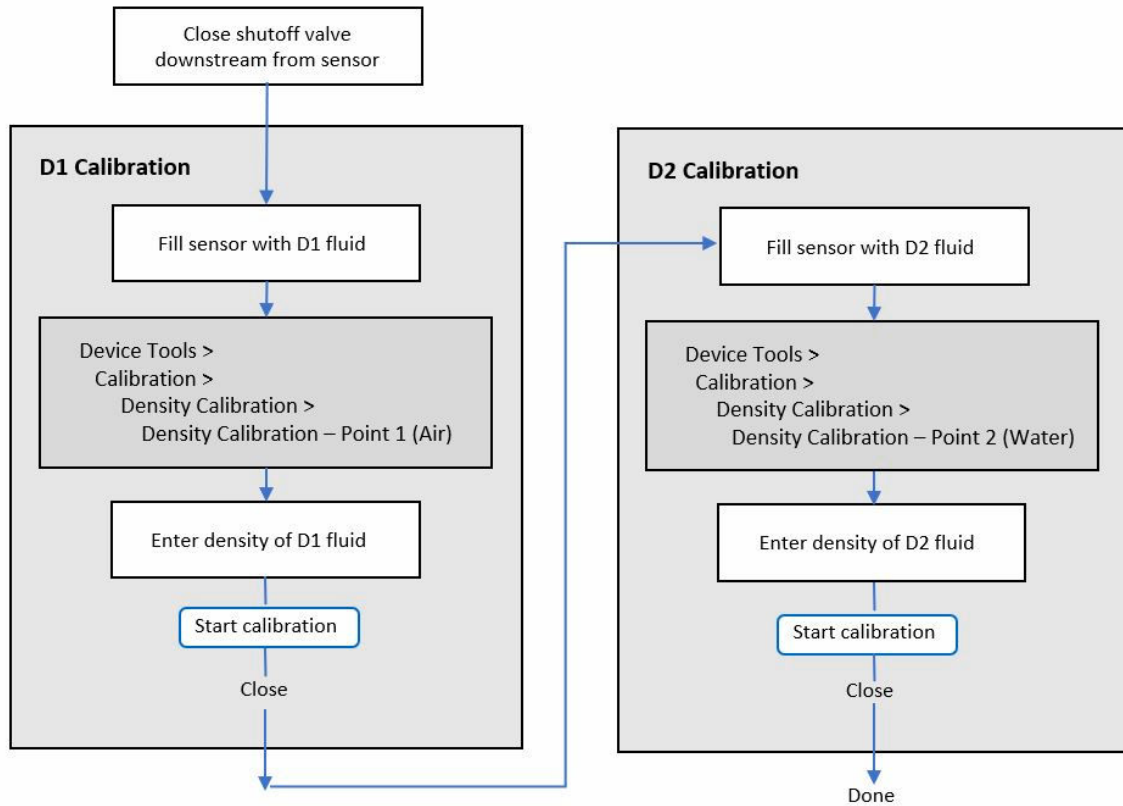 Close shutoff valve
downstream from sensor
D1 Calibration
Fill sensor with D1 fluid
Device Tools >
Calibration >
Density Calibration >
Density Calibration – Point 1 (Air)
Enter density of D1 fluid
Start calibration
Close
D2 Calibration
Fill sensor with D2 fluid
Device Tools >
Calibration >
Density Calibration >
Density Calibration – Point 2 (Water)
Enter density of D2 fluid
Start calibration
Close
Done